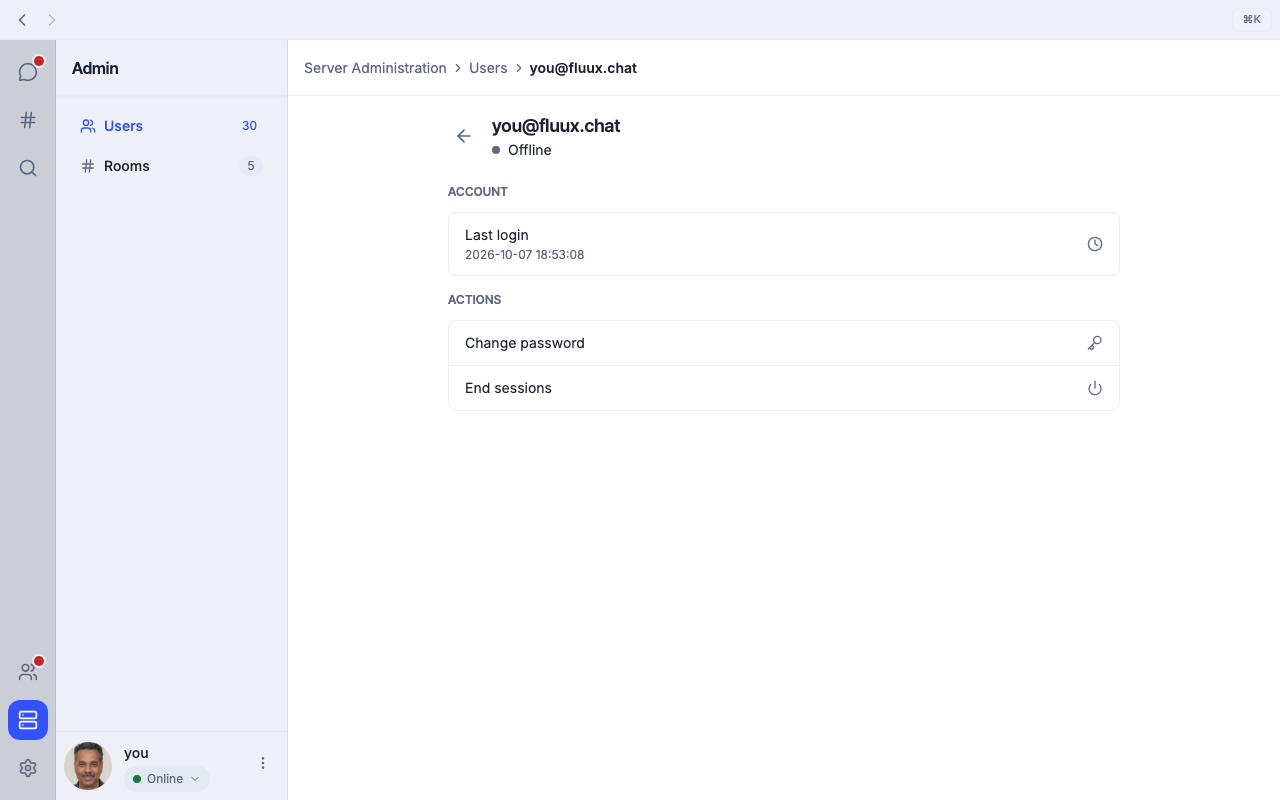 ⌘K
Admin
Users 30
Rooms 5
you
Online
Server Administration > Users > you@fluux.chat
you@fluux.chat
Offline
ACCOUNT
Last login
2026-10-07 18:53:08
ACTIONS
Change password
End sessions